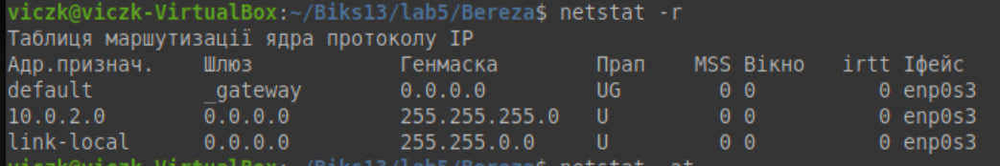 viczk@viczk-VirtualBox:~/Biks13/lab5/Bereza$ netstat -r
Таблиця маршутизації ядра протоколу IP
Адр.признач. Шлюз Генмаска Прап MSS Вікно irtt Іфейс
default _gateway 0.0.0.0 UG 0 0 0 enp0s3
10.0.2.0 0.0.0.0 255.255.255.0 U 0 0 0 enp0s3
link-local 0.0.0.0 255.255.0.0 U 0 0 0 enp0s3
viczk@viczk-VirtualBox:~/Biks13/lab5/Bereza$ netstat -at